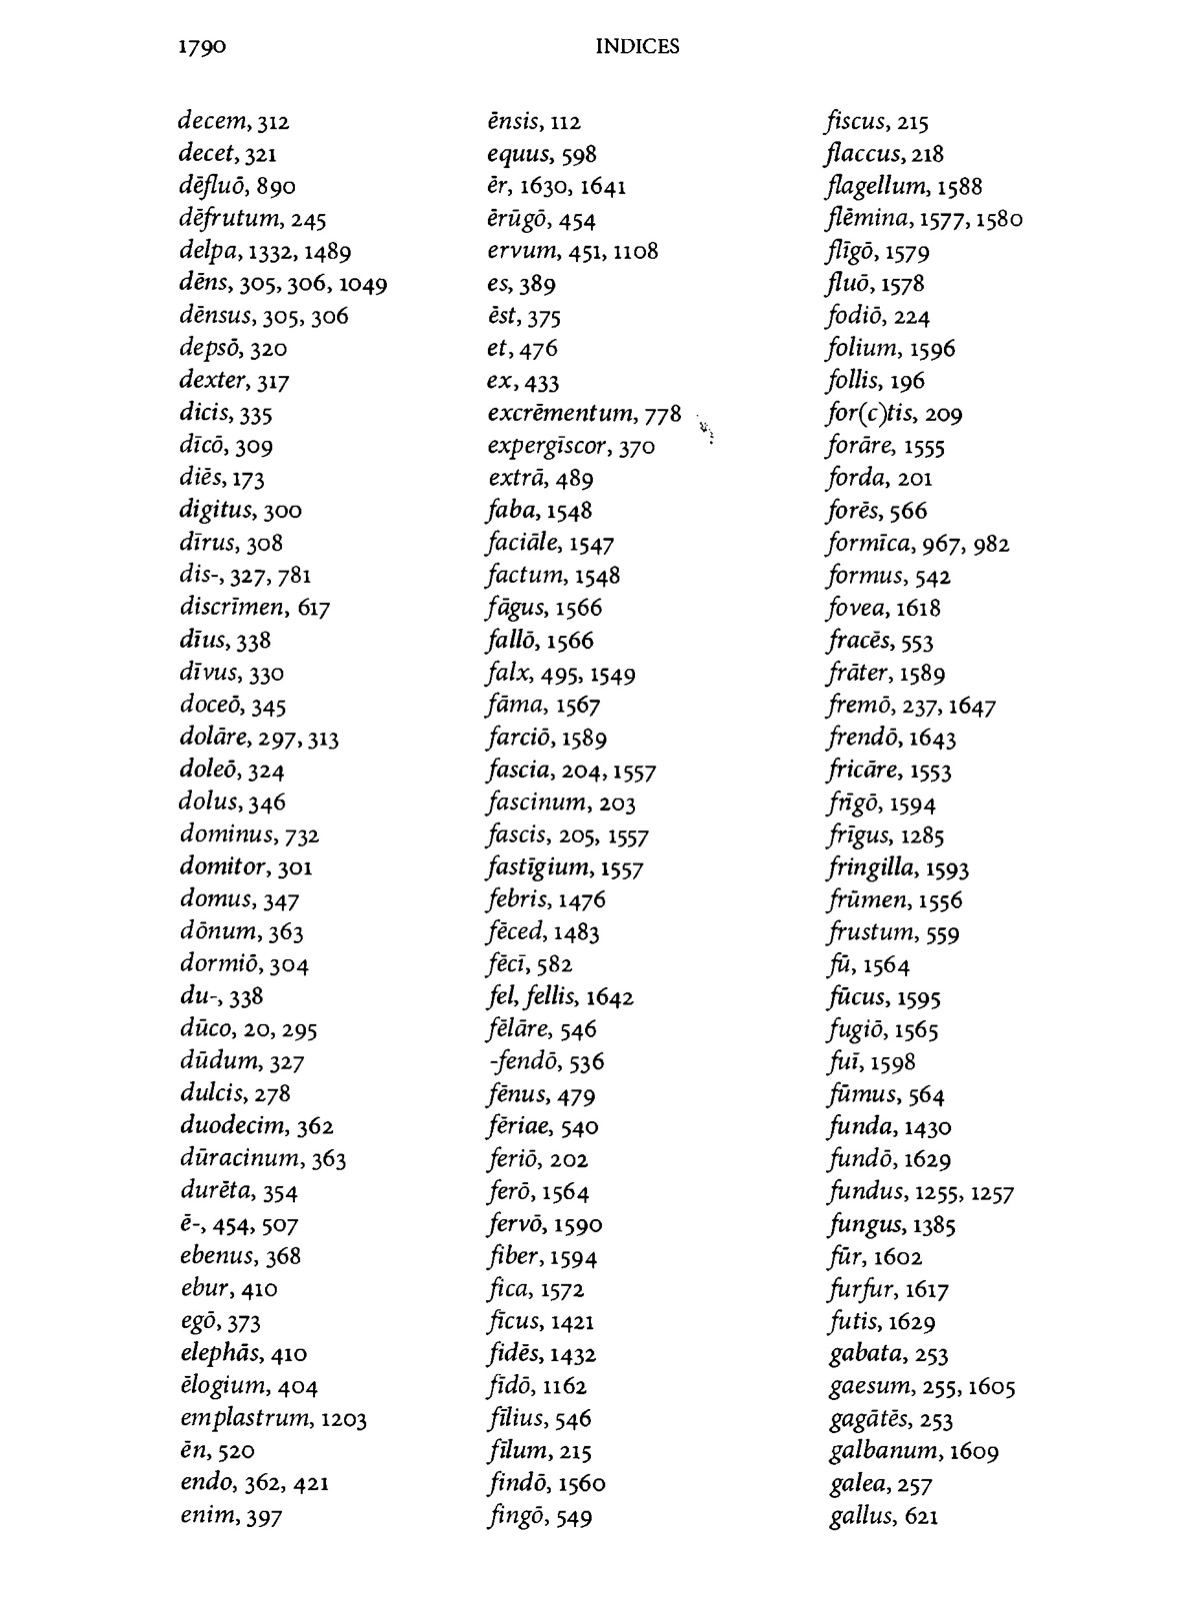 1790
INDICES
decem, 312
decet, 321
dēfluō, 890
dēfrutum, 245
delpa, 1332, 1489
dēns, 305, 306, 1049
dēnsus, 305, 306
depsō, 320
dexter, 317
dicis, 335
dīcō, 309
diēs, 173
digitus, 300
dīrus, 308
dis-, 327, 781
discrīmen, 617
dīus, 338
dīvus, 330
doceō, 345
dolāre, 297, 313
doleō, 324
dolus, 346
dominus, 732
domitor, 301
domus, 347
dōnum, 363
dormiō, 304
du-, 338
dūco, 20, 295
dūdum, 327
dulcis, 278
duodecim, 362
dūracinum, 363
durēta, 354
ē-, 454, 507
ebenus, 368
ebur, 410
egō, 373
elephās, 410
ēlogium, 404
emplastrum, 1203
ēn, 520
endo, 362, 421
enim, 397
ēnsis, 112
equus, 598
ēr, 1630, 1641
ērūgō, 454
ervum, 451, 1108
es, 389
ēst, 375
et, 476
ex, 433
excrēmentum, 778
expergīscor, 370
extrā, 489
faba, 1548
faciāle, 1547
factum, 1548
fāgus, 1566
fallō, 1566
falx, 495, 1549
fāma, 1567
farciō, 1589
fascia, 204, 1557
fascinum, 203
fascis, 205, 1557
fastīgium, 1557
febris, 1476
fēced, 1483
fēcī, 582
fel, fellis, 1642
fēlāre, 546
-fendō, 536
fēnus, 479
fēriae, 540
feriō, 202
ferō, 1564
fervō, 1590
fiber, 1594
fica, 1572
fīcus, 1421
fidēs, 1432
fīdō, 1162
fīlius, 546
fīlum, 215
findō, 1560
fingō, 549
fiscus, 215
flaccus, 218
flagellum, 1588
flēmina, 1577, 1580
flīgō, 1579
fluō, 1578
fodiō, 224
folium, 1596
follis, 196
for(c)tis, 209
forāre, 1555
forda, 201
forēs, 566
formīca, 967, 982
formus, 542
fovea, 1618
fracēs, 553
frāter, 1589
fremō, 237, 1647
frendō, 1643
fricāre, 1553
frīgō, 1594
frīgus, 1285
fringilla, 1593
frūmen, 1556
frustum, 559
fū, 1564
fūcus, 1595
fugiō, 1565
fuī, 1598
fūmus, 564
funda, 1430
fundō, 1629
fundus, 1255, 1257
fungus, 1385
fūr, 1602
furfur, 1617
futis, 1629
gabata, 253
gaesum, 255, 1605
gagātēs, 253
galbanum, 1609
galea, 257
gallus, 621